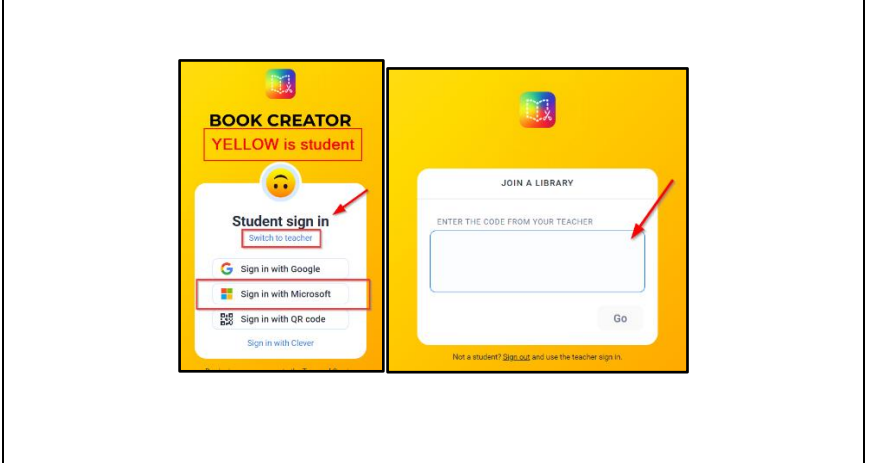 BOOK CREATOR
YELLOW is student
Student sign in
Switch to teacher
Sign in with Google
Sign in with Microsoft
Sign in with QR code
Sign in with Clever
JOIN A LIBRARY
ENTER THE CODE FROM YOUR TEACHER
Go
Not a student? Sign out and use the teacher sign in.